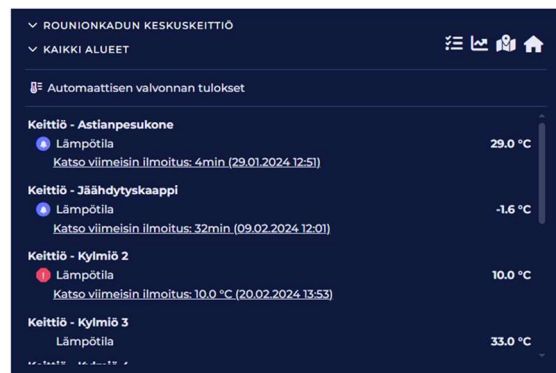 ROUNIONKADUN KESKUSKEITTIÖ
KAIKKI ALUEET
Automaattisen valvonnan tulokset
Keittiö - Astianpesukone
Lämpötila 29.0 °C
Katso viimeisin ilmoitus: 4min (29.01.2024 12:51)
Keittiö - Jäähdytyskaappi
Lämpötila -1.6 °C
Katso viimeisin ilmoitus: 32min (09.02.2024 12:01)
Keittiö - Kylmiö 2
Lämpötila 10.0 °C
Katso viimeisin ilmoitus: 10.0 °C (20.02.2024 13:53)
Keittiö - Kylmiö 3
Lämpötila 33.0 °C